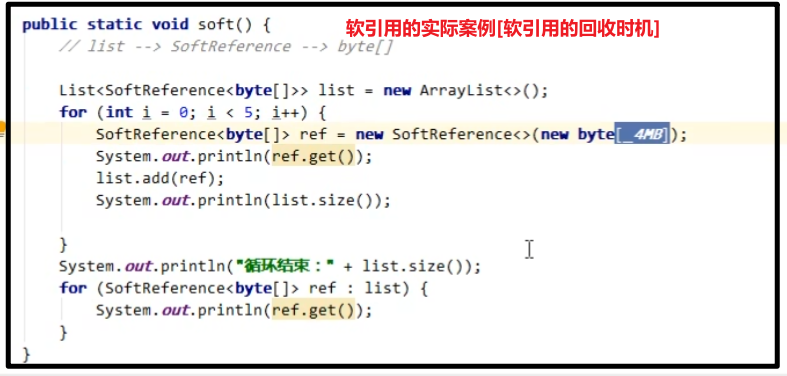 public static void soft() {
软引用的实际案例[软引用的回收时机]
// list --> SoftReference --> byte[]
List<SoftReference<byte[]>> list = new ArrayList<>();
for (int i = 0; i < 5; i++) {
SoftReference<byte[]> ref = new SoftReference<>(new byte[_4MB]);
System.out.println(ref.get());
list.add(ref);
System.out.println(list.size());
}
System.out.println("循环结束：" + list.size());
for (SoftReference<byte[]> ref : list) {
System.out.println(ref.get());
}
}